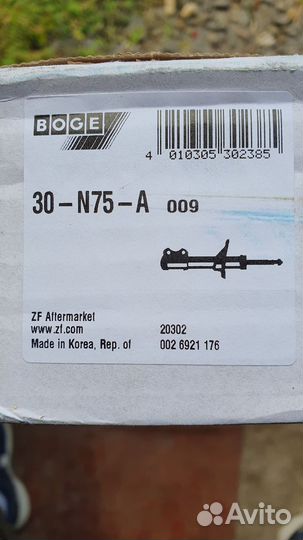 BOGE
4 010305 302385
30-N75-A 009
ZF Aftermarket
www.zf.com 20302
Made in Korea, Rep. of 002 6921 176
Avito